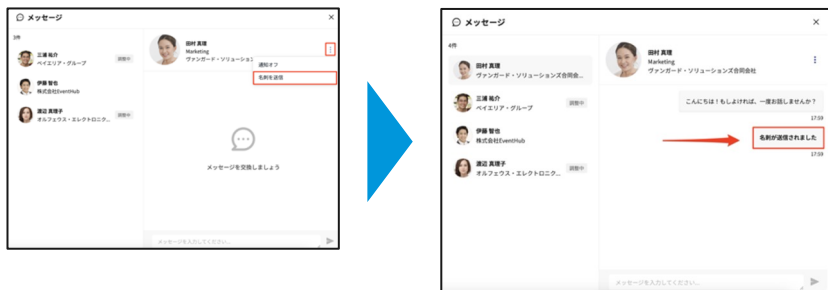 メッセージ
×
3件
三浦 祐介
ベイエリア・グループ
調整中
伊藤 智也
株式会社EventHub
渡辺 真理子
オルフェウス・エレクトロニク...
調整中
田村 真理
Marketing
ヴァンガード・ソリューションズ
通知オフ
名刺を送信
メッセージを交換しましょう
メッセージを入力してください...
メッセージ
×
4件
田村 真理
ヴァンガード・ソリューションズ合同会...
三浦 祐介
ベイエリア・グループ
調整中
伊藤 智也
株式会社EventHub
渡辺 真理子
オルフェウス・エレクトロニク...
調整中
田村 真理
Marketing
ヴァンガード・ソリューションズ合同会社
こんにちは！もしよければ、一度お話しませんか？
17:59
名刺が送信されました
17:59
メッセージを入力してください...